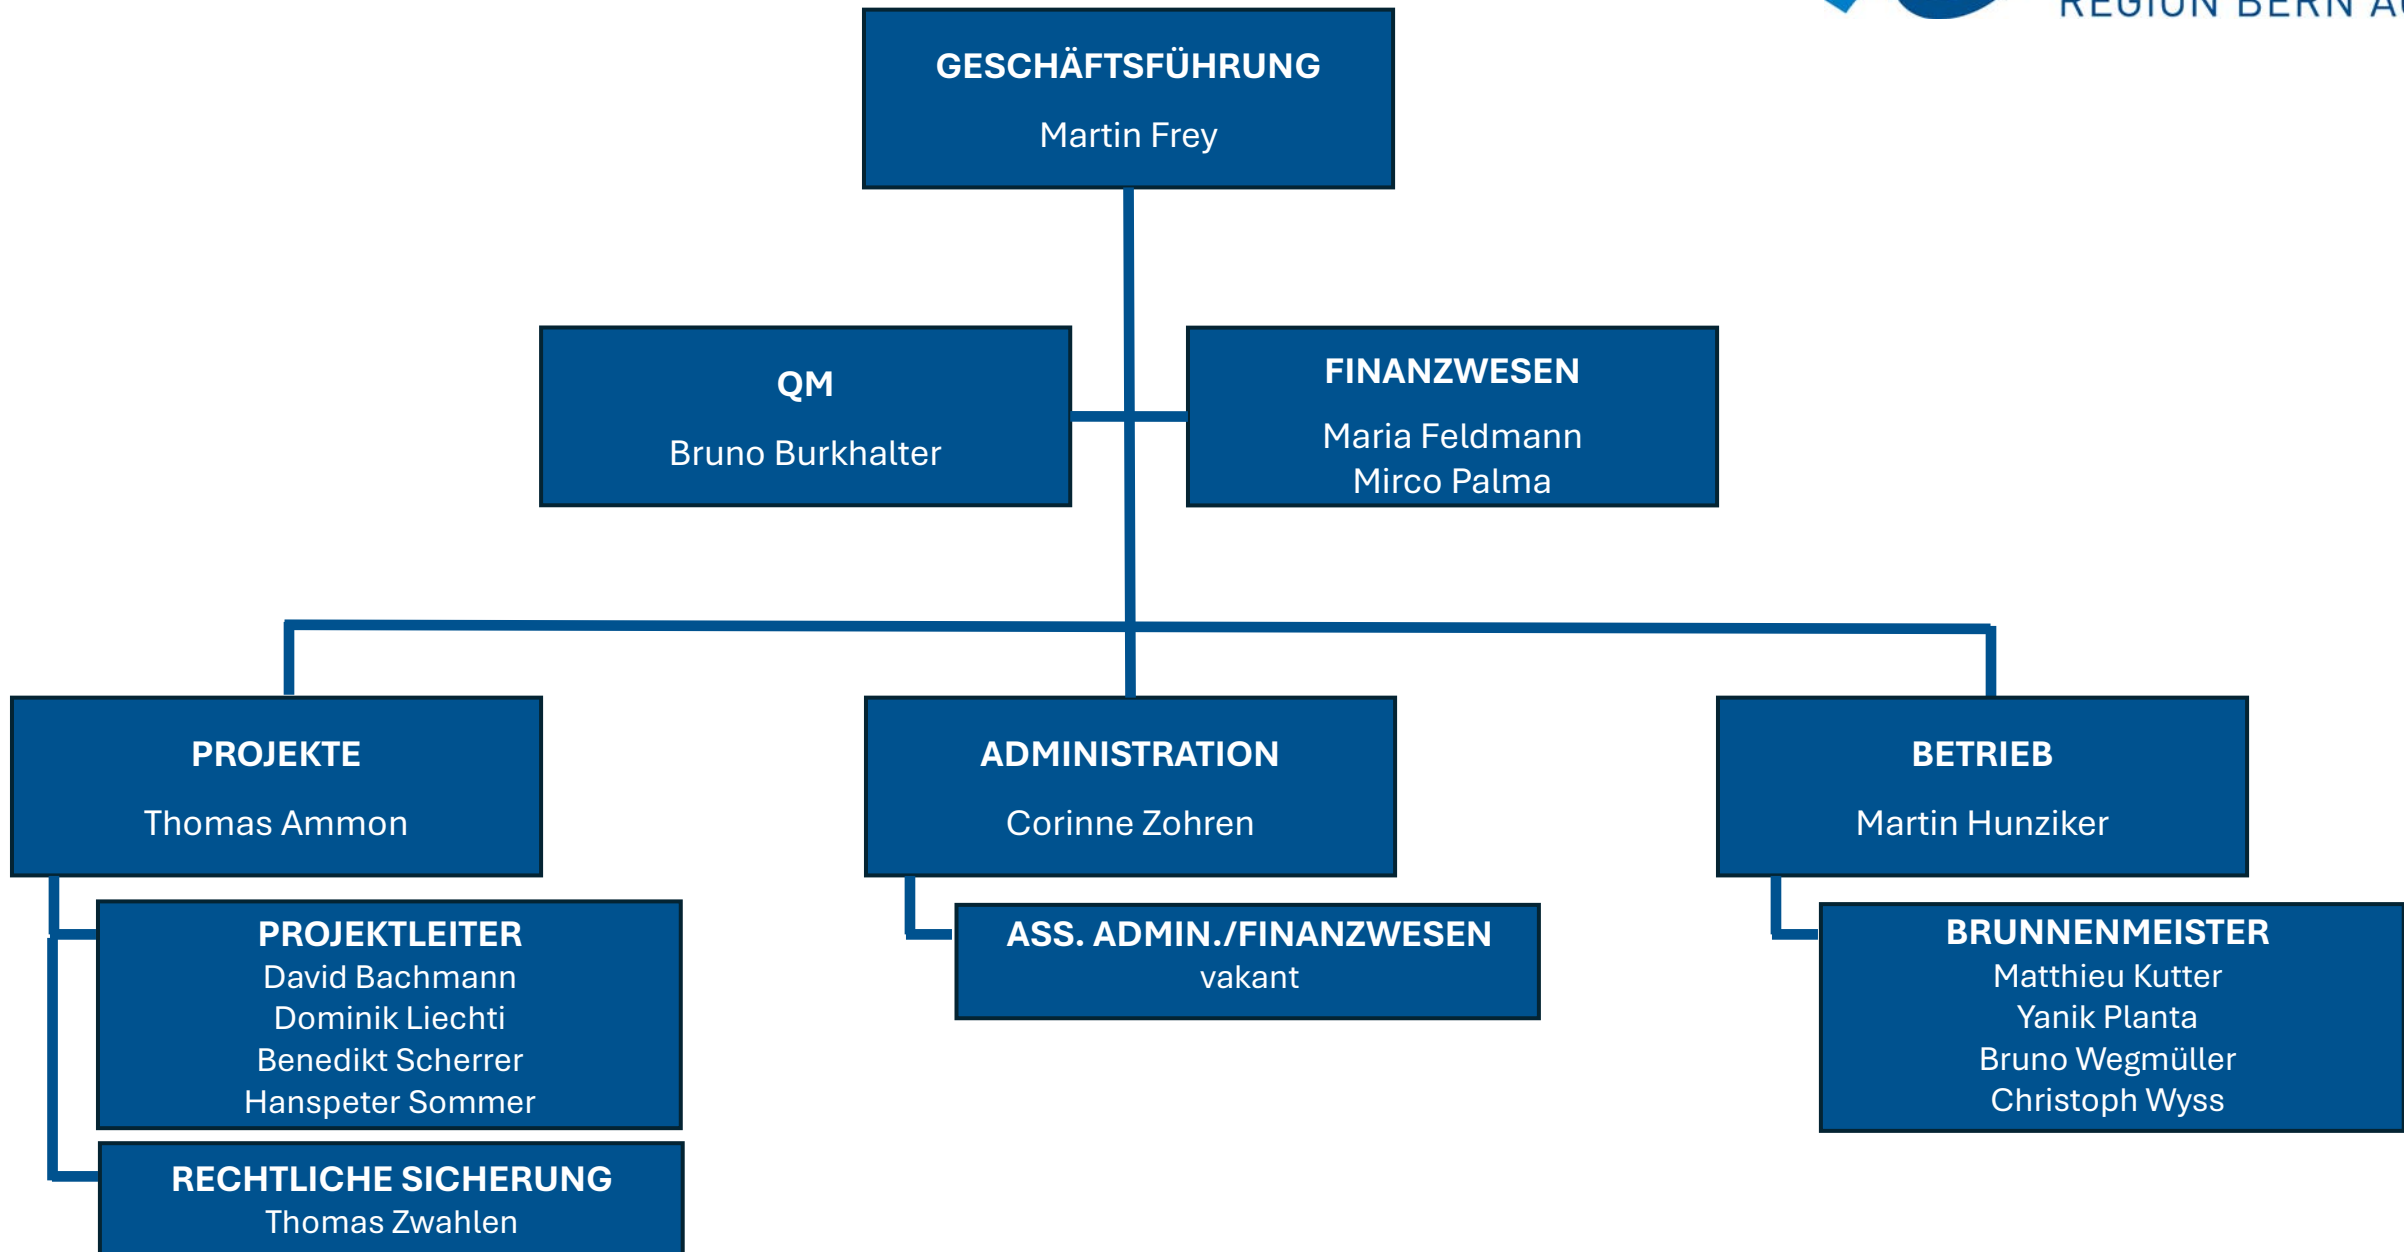 REGION BERN
GESCHÄFTSFÜHRUNG
Martin Frey
QM
Bruno Burkhalter
FINANZWESEN
Maria Feldmann
Mirco Palma
PROJEKTE
Thomas Ammon
PROJEKTLEITER
David Bachmann
Dominik Liechti
Benedikt Scherrer
Hanspeter Sommer
RECHTLICHE SICHERUNG
Thomas Zwahlen
ADMINISTRATION
Corinne Zohren
ASS. ADMIN./FINANZWESEN
vakant
BETRIEB
Martin Hunziker
BRUNNENMEISTER
Matthieu Kutter
Yanik Planta
Bruno Wegmüller
Christoph Wyss